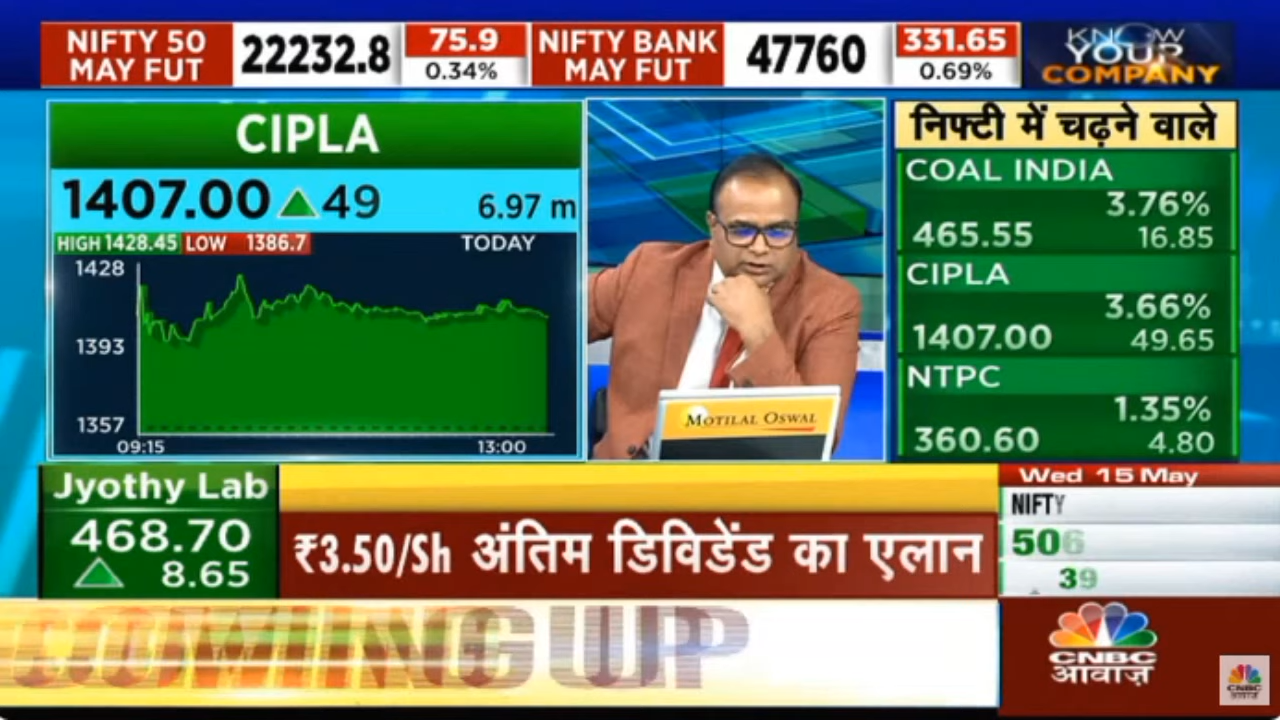 NIFTY 50
MAY FUT
22232.8
75.9
0.34%
NIFTY BANK
MAY FUT
47760
331.65
0.69%
KNOW
YOUR
COMPANY
CIPLA
1407.00 ▲ 49 6.97 m
HIGH 1428.45 LOW 1386.7 TODAY
1428
1393
1357
09:15 13:00
MOTILAL OSWAL
निफ्टी में चढ़ने वाले
COAL INDIA
3.76%
465.55 16.85
CIPLA
3.66%
1407.00 49.65
NTPC
1.35%
360.60 4.80
Jyothy Lab
468.70
▲ 8.65
₹3.50/Sh अंतिम डिविडेंड का एलान
Wed 15 May
NIFTY
506
39
COMING UP
CNBC
आवाज़
CNBC
आवाज़